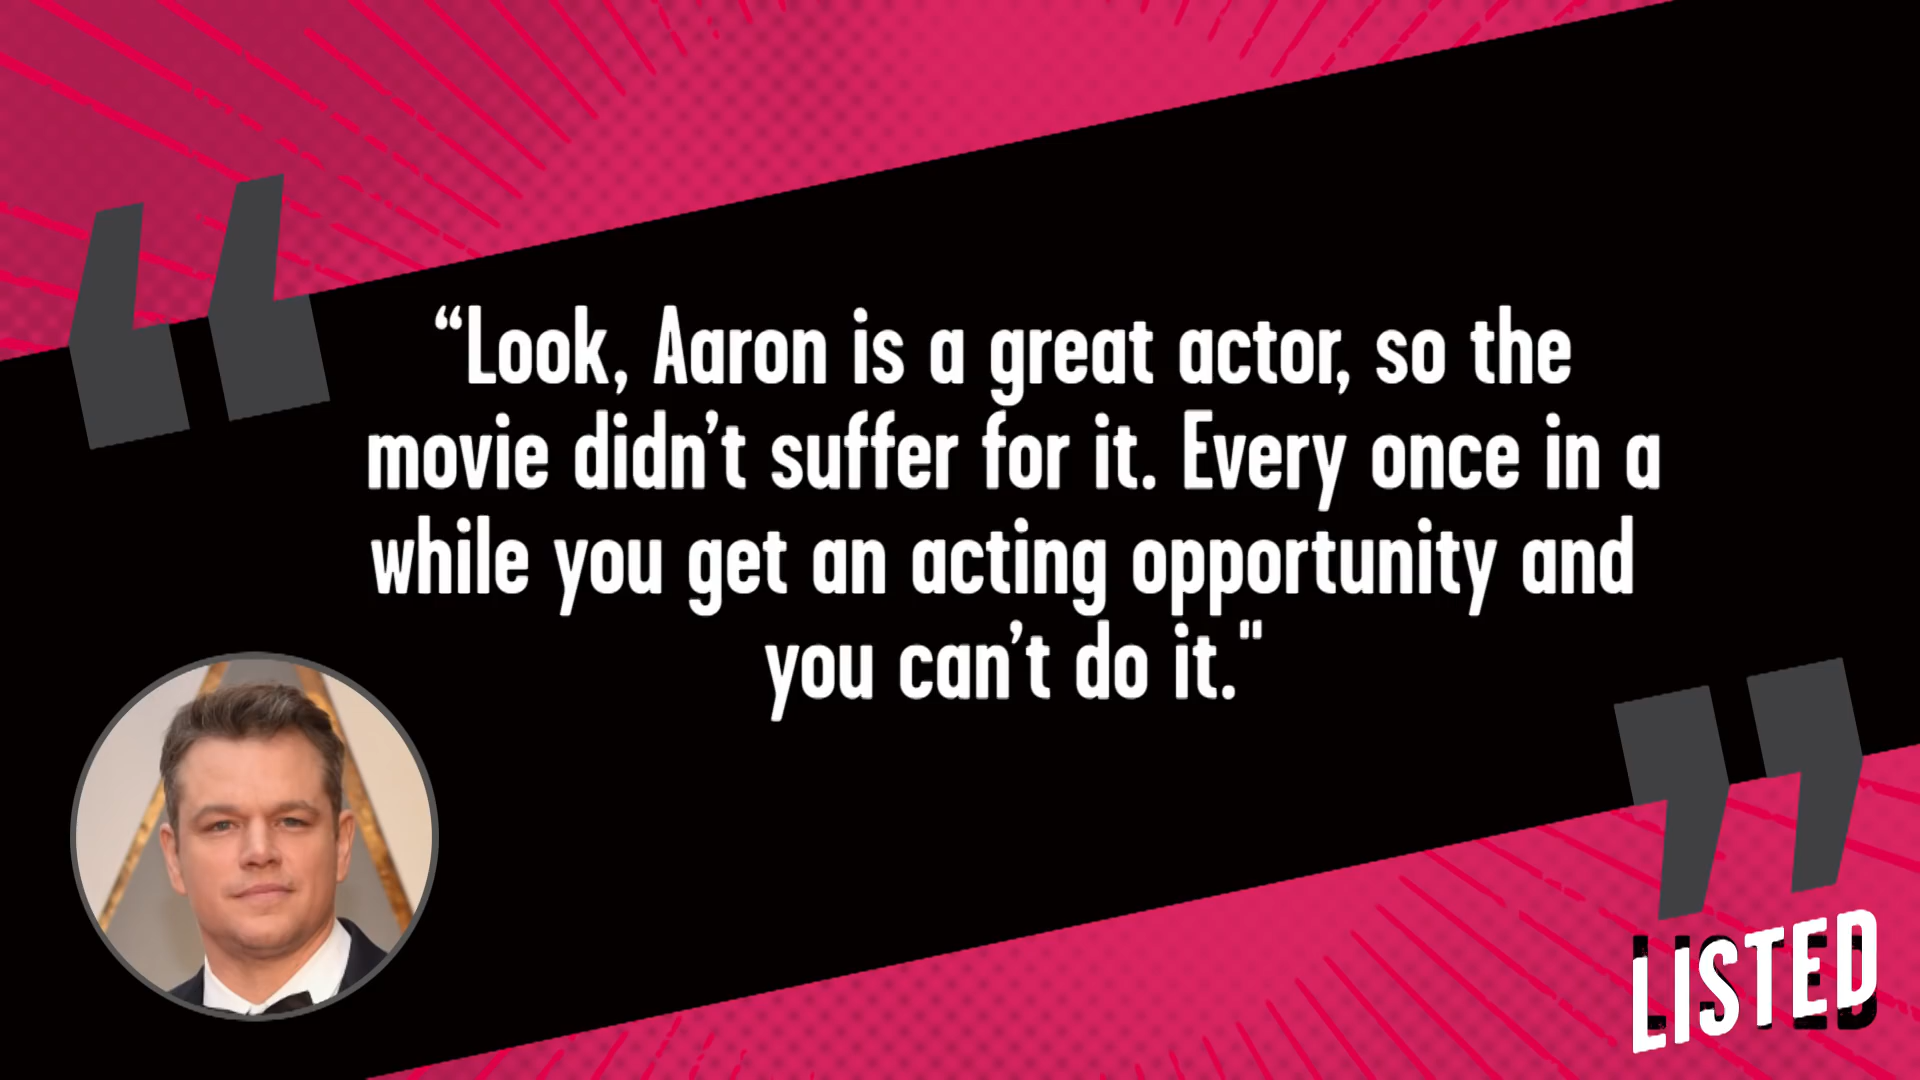 “Look, Aaron is a great actor, so the
movie didn’t suffer for it. Every once in a
while you get an acting opportunity and
you can’t do it."
LISTED